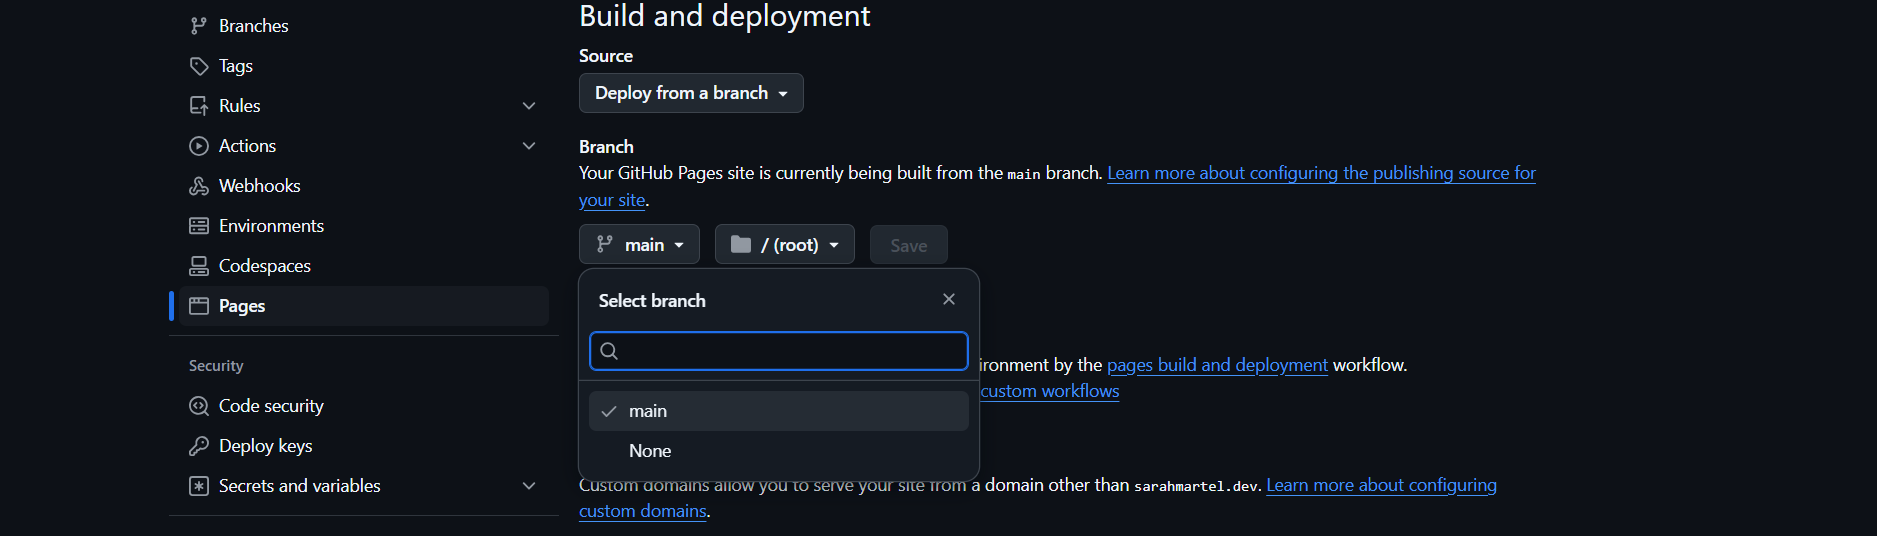 Branches
Tags
Rules
Actions
Webhooks
Environments
Codespaces
Pages
Security
Code security
Deploy keys
Secrets and variables
Build and deployment
Source
Deploy from a branch
Branch
Your GitHub Pages site is currently being built from the main branch. Learn more about configuring the publishing source for
your site.
main
/ (root)
Save
Select branch
main
None
by the pages build and deployment workflow.
custom workflows
Custom domains allow you to serve your site from a domain other than sarahmartel.dev. Learn more about configuring
custom domains.